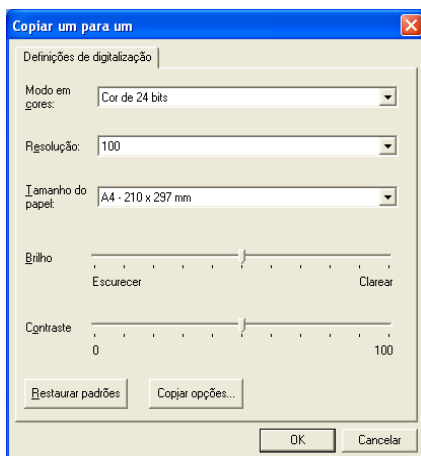 Copiar um para um
Definições de digitalização
Modo em
cores:
Cor de 24 bits
Resolução:
100
Tamanho do
papel:
A4 - 210 x 297 mm
Brilho
Escurecer
Clarear
Contraste
0
100
Restaurar padrões
Copiar opções...
OK
Cancelar